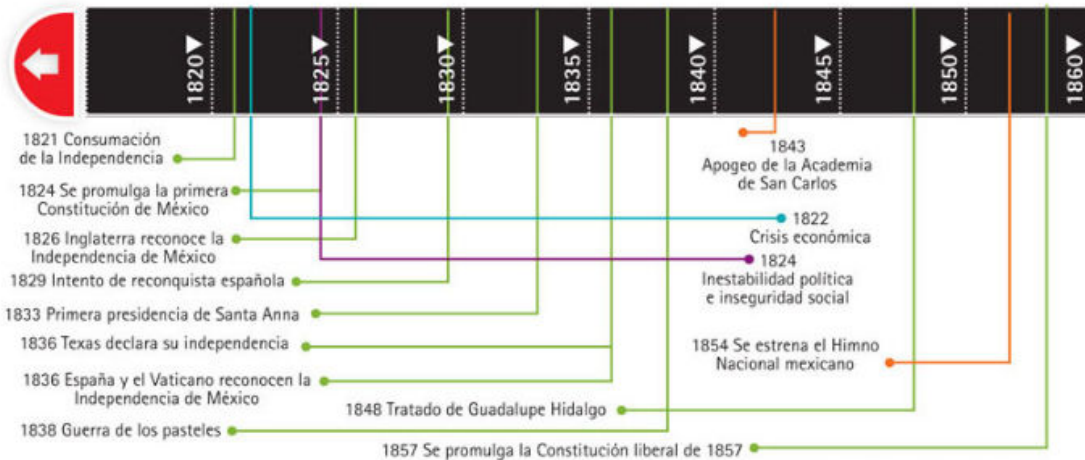 1820
1825
1830
1835
1840
1845
1850
1860
1821 Consumación
de la Independencia
1824 Se promulga la primera
Constitución de México
1826 Inglaterra reconoce la
Independencia de México
1829 Intento de reconquista española
1833 Primera presidencia de Santa Anna
1836 Texas declara su independencia
1836 España y el Vaticano reconocen la
Independencia de México
1838 Guerra de los pasteles
1843
Apogeo de la Academia
de San Carlos
1822
Crisis económica
1824
Inestabilidad política
e inseguridad social
1854 Se estrena el Himno
Nacional mexicano
1848 Tratado de Guadalupe Hidalgo
1857 Se promulga la Constitución liberal de 1857